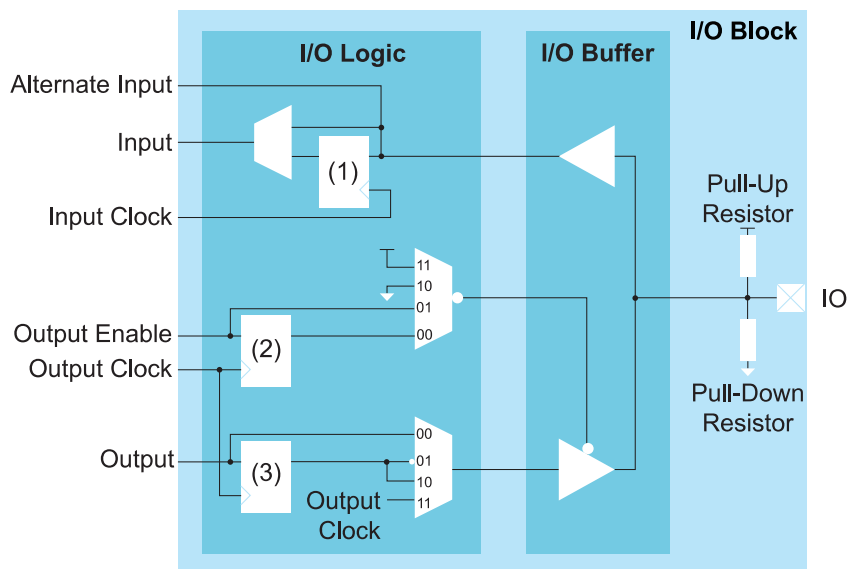 I/O Block
I/O Logic
I/O Buffer
Alternate Input
Input
(1)
Input Clock
Pull-Up
Resistor
11
10
01
00
IO
Output Enable
(2)
Output Clock
Pull-Down
Resistor
00
Output
01
(3)
10
11
Output
Clock